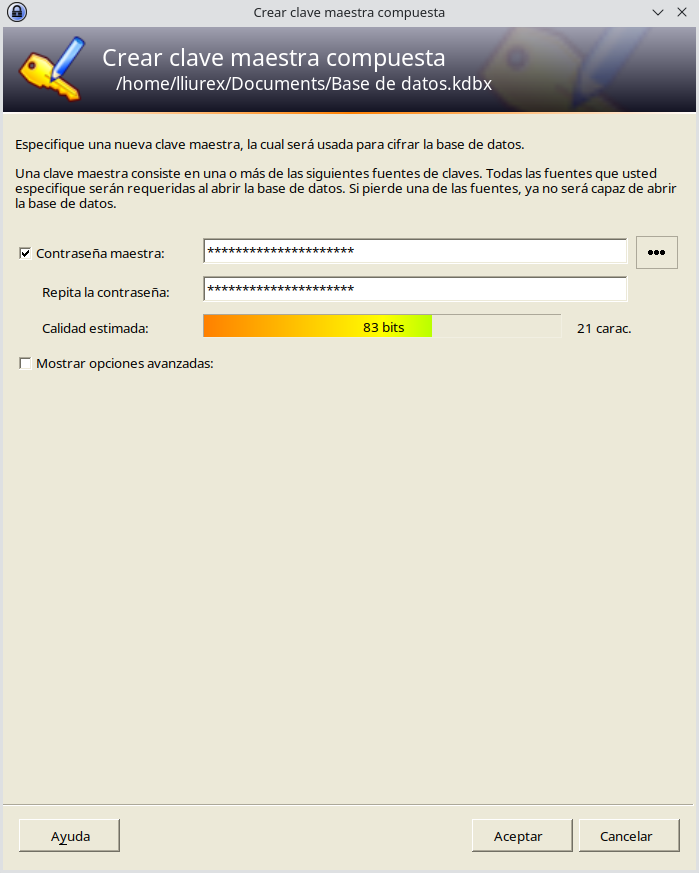 Crear clave maestra compuesta
Crear clave maestra compuesta
/home/lliurex/Documents/Base de datos.kdbx
Especifique una nueva clave maestra, la cual será usada para cifrar la base de datos.
Una clave maestra consiste en una o más de las siguientes fuentes de claves. Todas las fuentes que usted
especifique serán requeridas al abrir la base de datos. Si pierde una de las fuentes, ya no será capaz de abrir
la base de datos.
Contraseña maestra: *********************
Repita la contraseña: *********************
Calidad estimada: 83 bits 21 carac.
Mostrar opciones avanzadas:
Ayuda Aceptar Cancelar